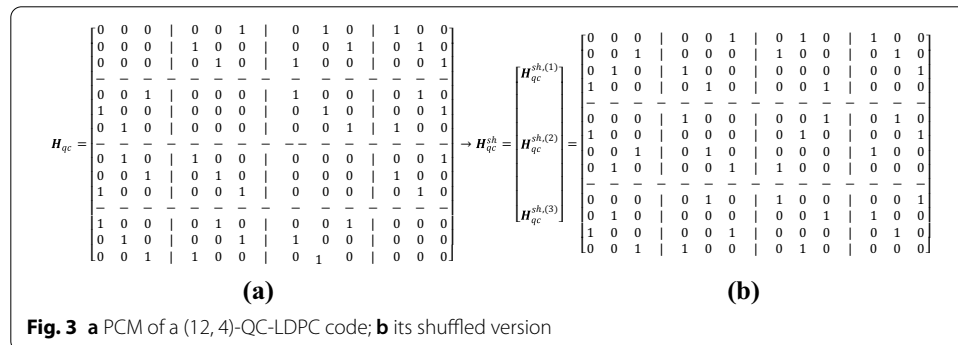 H_qc =
0 0 0 | 0 0 1 | 0 1 0 | 1 0 0
0 0 0 | 1 0 0 | 0 0 1 | 0 1 0
0 0 0 | 0 1 0 | 1 0 0 | 0 0 1
– – – – – – – – – – – – – – –
0 0 1 | 0 0 0 | 1 0 0 | 0 1 0
1 0 0 | 0 0 0 | 0 1 0 | 0 0 1
0 1 0 | 0 0 0 | 0 0 1 | 1 0 0
– – – – – – – – – – – – – – – –
0 1 0 | 1 0 0 | 0 0 0 | 0 0 1
0 0 1 | 0 1 0 | 0 0 0 | 1 0 0
1 0 0 | 0 0 1 | 0 0 0 | 0 1 0
– – – – – – – – – – – – – – –
1 0 0 | 0 1 0 | 0 0 1 | 0 0 0
0 1 0 | 0 0 1 | 1 0 0 | 0 0 0
0 0 1 | 1 0 0 | 0 1 0 | 0 0 0
→ H_qc^sh =
H_qc^sh,(1)
H_qc^sh,(2)
H_qc^sh,(3)
=
0 0 0 | 0 0 1 | 0 1 0 | 1 0 0
0 0 1 | 0 0 0 | 1 0 0 | 0 1 0
0 1 0 | 1 0 0 | 0 0 0 | 0 0 1
1 0 0 | 0 1 0 | 0 0 1 | 0 0 0
– – – – – – – – – – – – – – –
0 0 0 | 1 0 0 | 0 0 1 | 0 1 0
1 0 0 | 0 0 0 | 0 1 0 | 0 0 1
0 0 1 | 0 1 0 | 0 0 0 | 1 0 0
0 1 0 | 0 0 1 | 1 0 0 | 0 0 0
– – – – – – – – – – – – – – –
0 0 0 | 0 1 0 | 1 0 0 | 0 0 1
0 1 0 | 0 0 0 | 0 0 1 | 1 0 0
1 0 0 | 0 0 1 | 0 0 0 | 0 1 0
0 0 1 | 1 0 0 | 0 1 0 | 0 0 0
(a)
(b)
Fig. 3 a PCM of a (12, 4)-QC-LDPC code; b its shuffled version